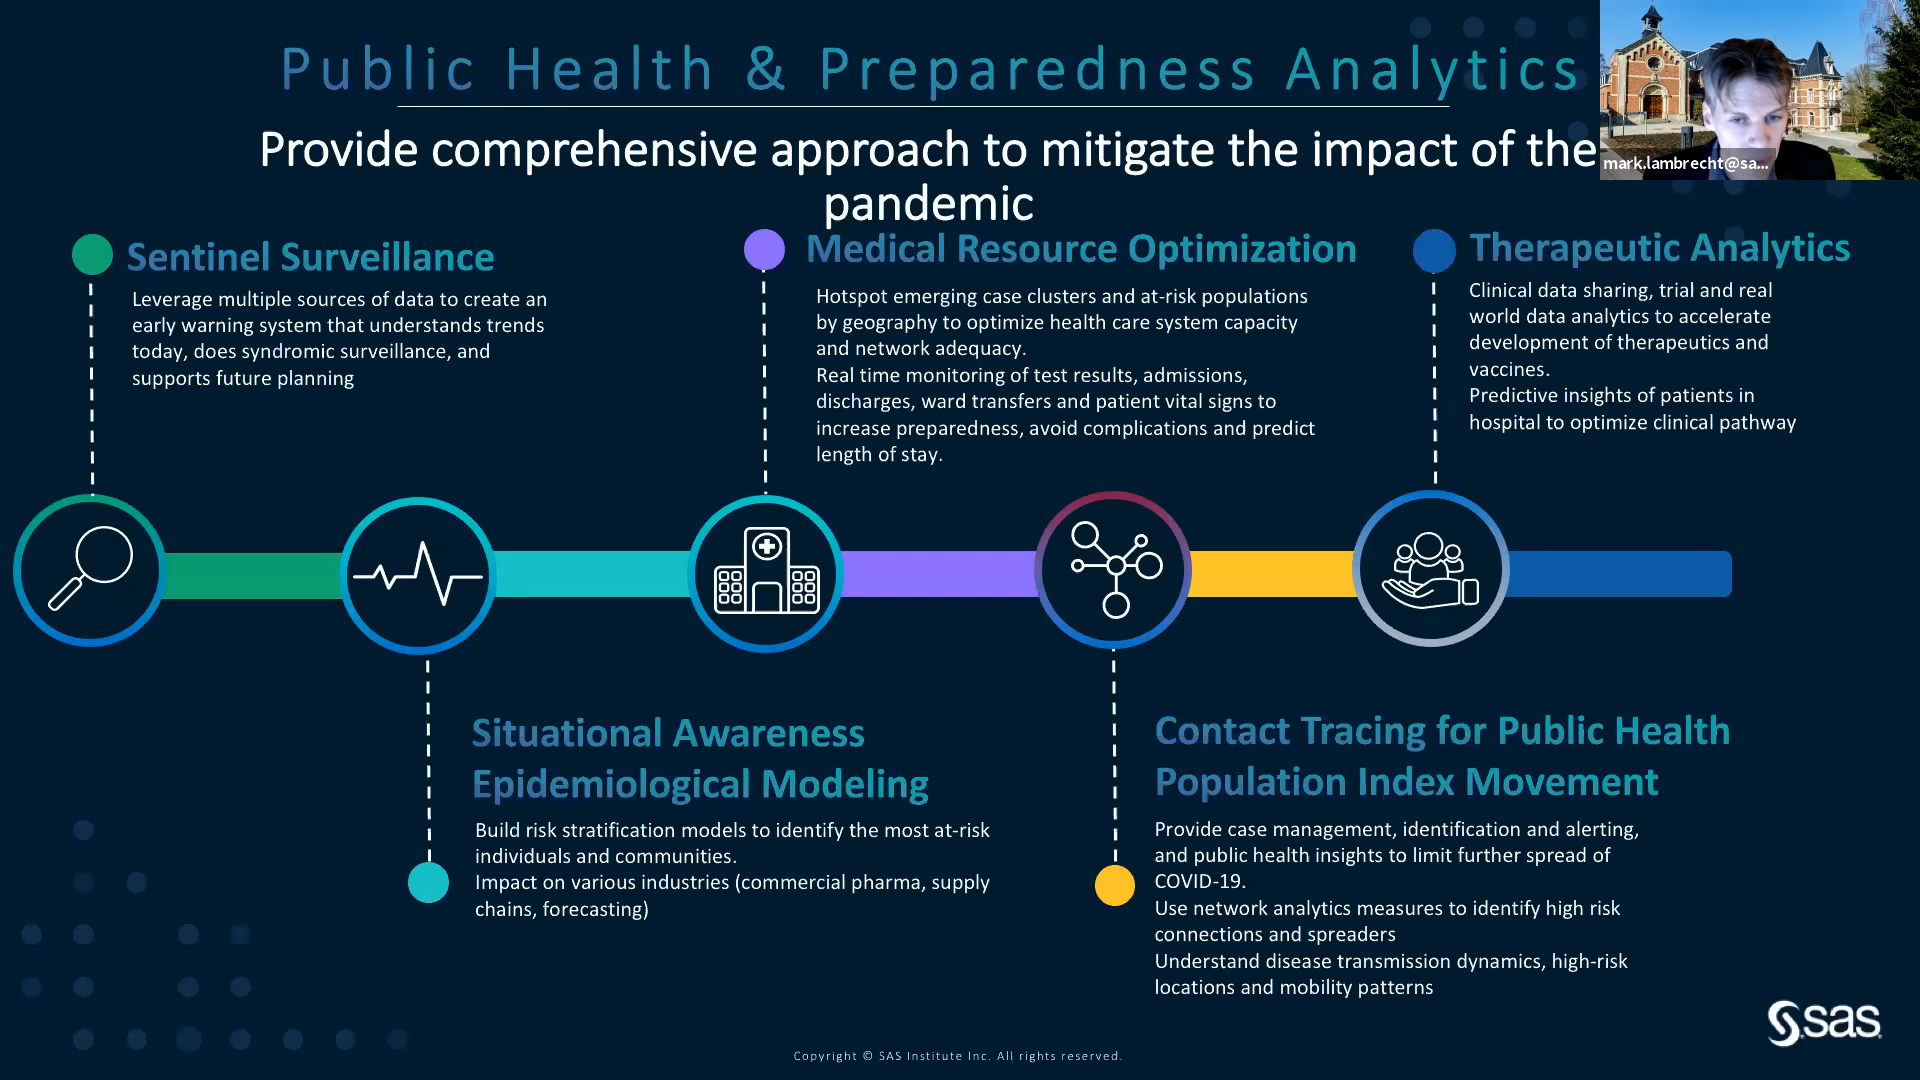 Public Health & Preparedness Analytics
Provide comprehensive approach to mitigate the impact of the
pandemic
mark.lambrecht@sa...
Sentinel Surveillance
Leverage multiple sources of data to create an
early warning system that understands trends
today, does syndromic surveillance, and
supports future planning
Medical Resource Optimization
Hotspot emerging case clusters and at-risk populations
by geography to optimize health care system capacity
and network adequacy.
Real time monitoring of test results, admissions,
discharges, ward transfers and patient vital signs to
increase preparedness, avoid complications and predict
length of stay.
Therapeutic Analytics
Clinical data sharing, trial and real
world data analytics to accelerate
development of therapeutics and
vaccines.
Predictive insights of patients in
hospital to optimize clinical pathway
Situational Awareness
Epidemiological Modeling
Build risk stratification models to identify the most at-risk
individuals and communities.
Impact on various industries (commercial pharma, supply
chains, forecasting)
Contact Tracing for Public Health
Population Index Movement
Provide case management, identification and alerting,
and public health insights to limit further spread of
COVID-19.
Use network analytics measures to identify high risk
connections and spreaders
Understand disease transmission dynamics, high-risk
locations and mobility patterns
sas
Copyright © SAS Institute Inc. All rights reserved.